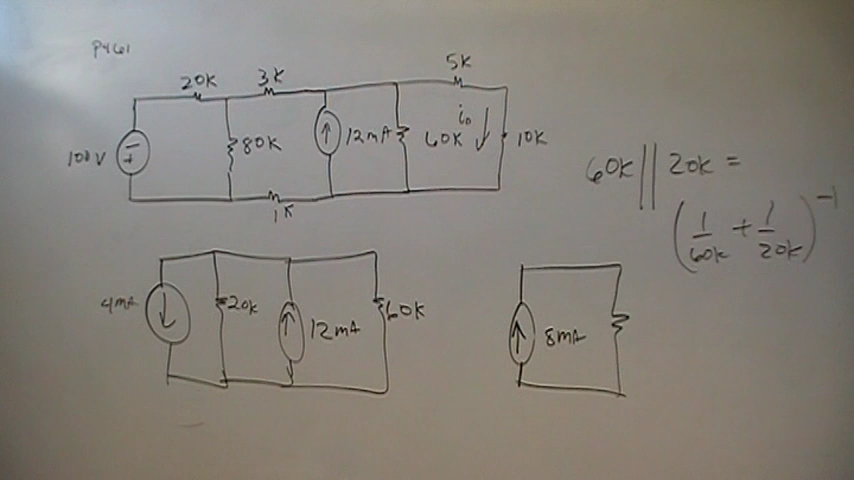 P4.61
20K 3K 5K
100V - + 80K 12mA 60K i₀ 10K
1K
60k || 20k =
(1/60k + 1/20k)⁻¹
4mA 20k 12mA 60K
8mA